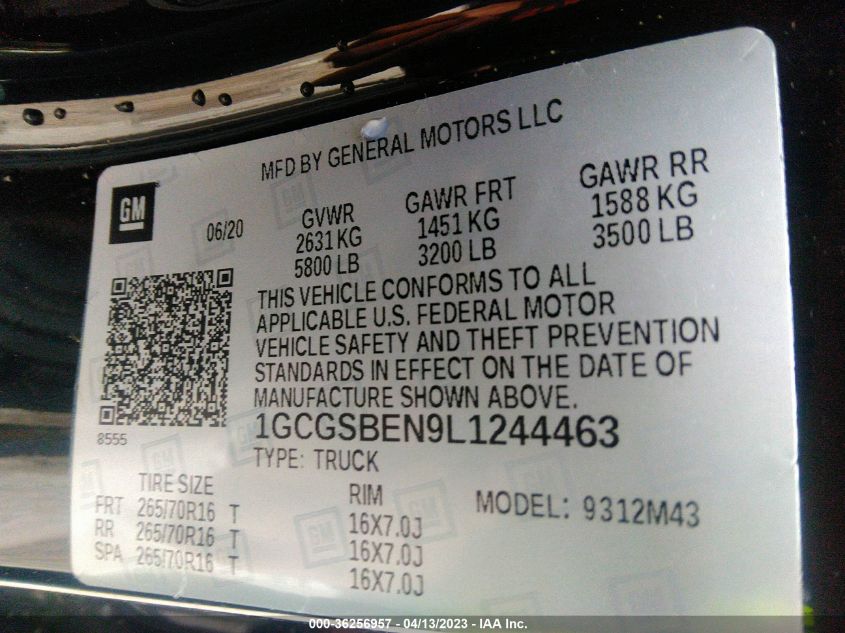 MFD BY GENERAL MOTORS LLC
GM
06/20
GVWR GAWR FRT GAWR RR
2631 KG 1451 KG 1588 KG
5800 LB 3200 LB 3500 LB
THIS VEHICLE CONFORMS TO ALL
APPLICABLE U.S. FEDERAL MOTOR
VEHICLE SAFETY AND THEFT PREVENTION
STANDARDS IN EFFECT ON THE DATE OF
MANUFACTURE SHOWN ABOVE.
8555
1GCGSBEN9L1244463
TYPE: TRUCK
TIRE SIZE RIM MODEL: 9312M43
FRT 265/70R16 T 16X7.0J
RR 265/70R16 T 16X7.0J
SPA 265/70R16 T 16X7.0J
000-36256957 - 04/13/2023 - IAA Inc.